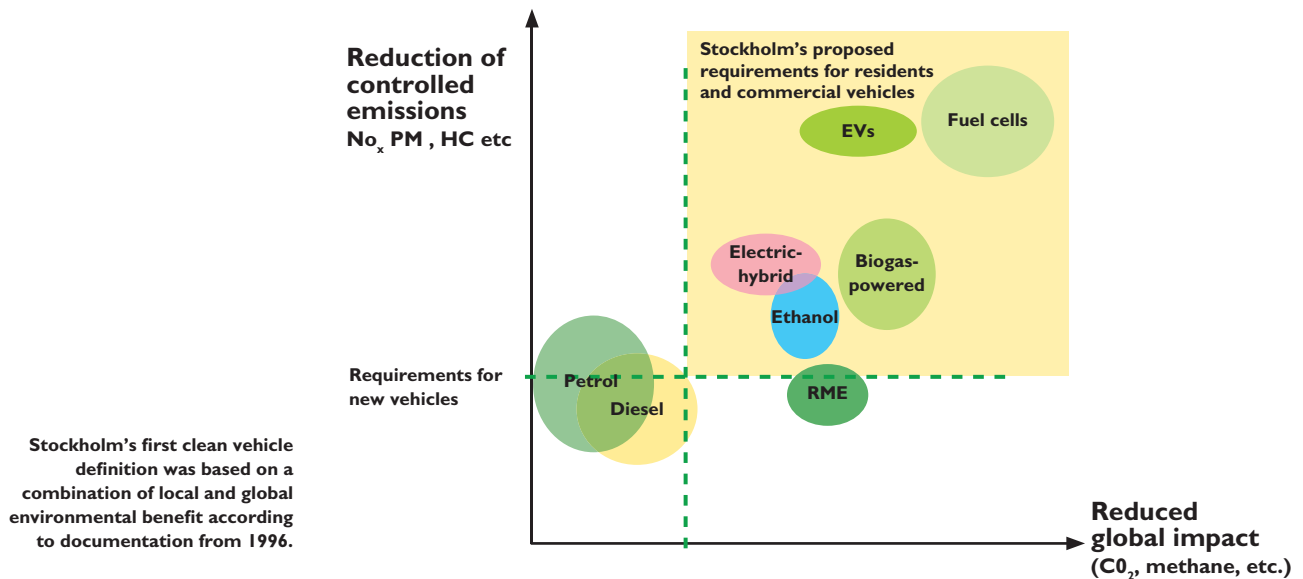 Reduction of
controlled
emissions
Noₓ PM , HC etc
Stockholm’s proposed
requirements for residents
and commercial vehicles
EVs
Fuel cells
Electric-
hybrid
Biogas-
powered
Ethanol
Requirements for
new vehicles
Petrol
Diesel
RME
Stockholm’s first clean vehicle
definition was based on a
combination of local and global
environmental benefit according
to documentation from 1996.
Reduced
global impact
(C0₂, methane, etc.)